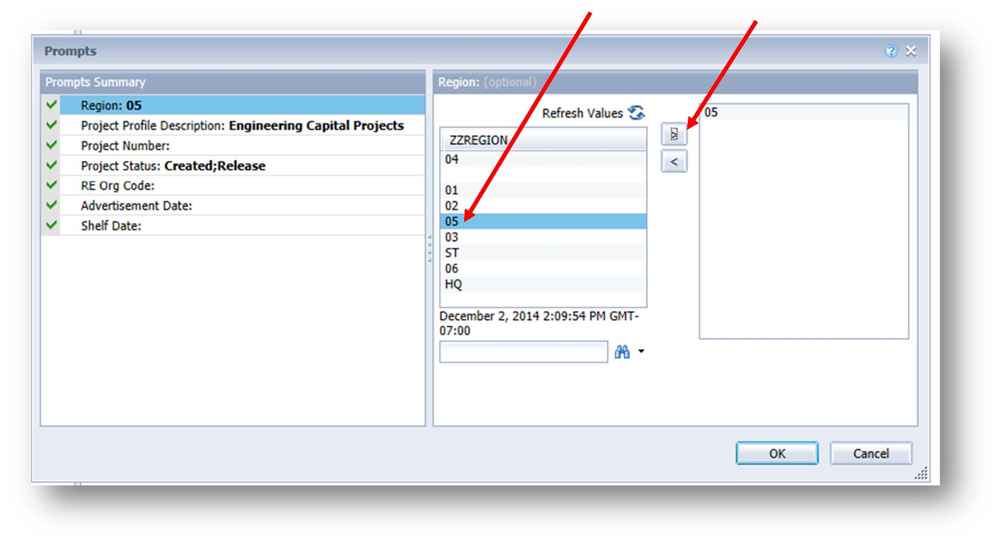 Prompts
Prompts Summary
Region: 05
Project Profile Description: Engineering Capital Projects
Project Number:
Project Status: Created;Release
RE Org Code:
Advertisement Date:
Shelf Date:
Region: (optional)
Refresh Values
ZZREGION
04
01
02
05
03
ST
06
HQ
December 2, 2014 2:09:54 PM GMT-
07:00
<
05
OK
Cancel